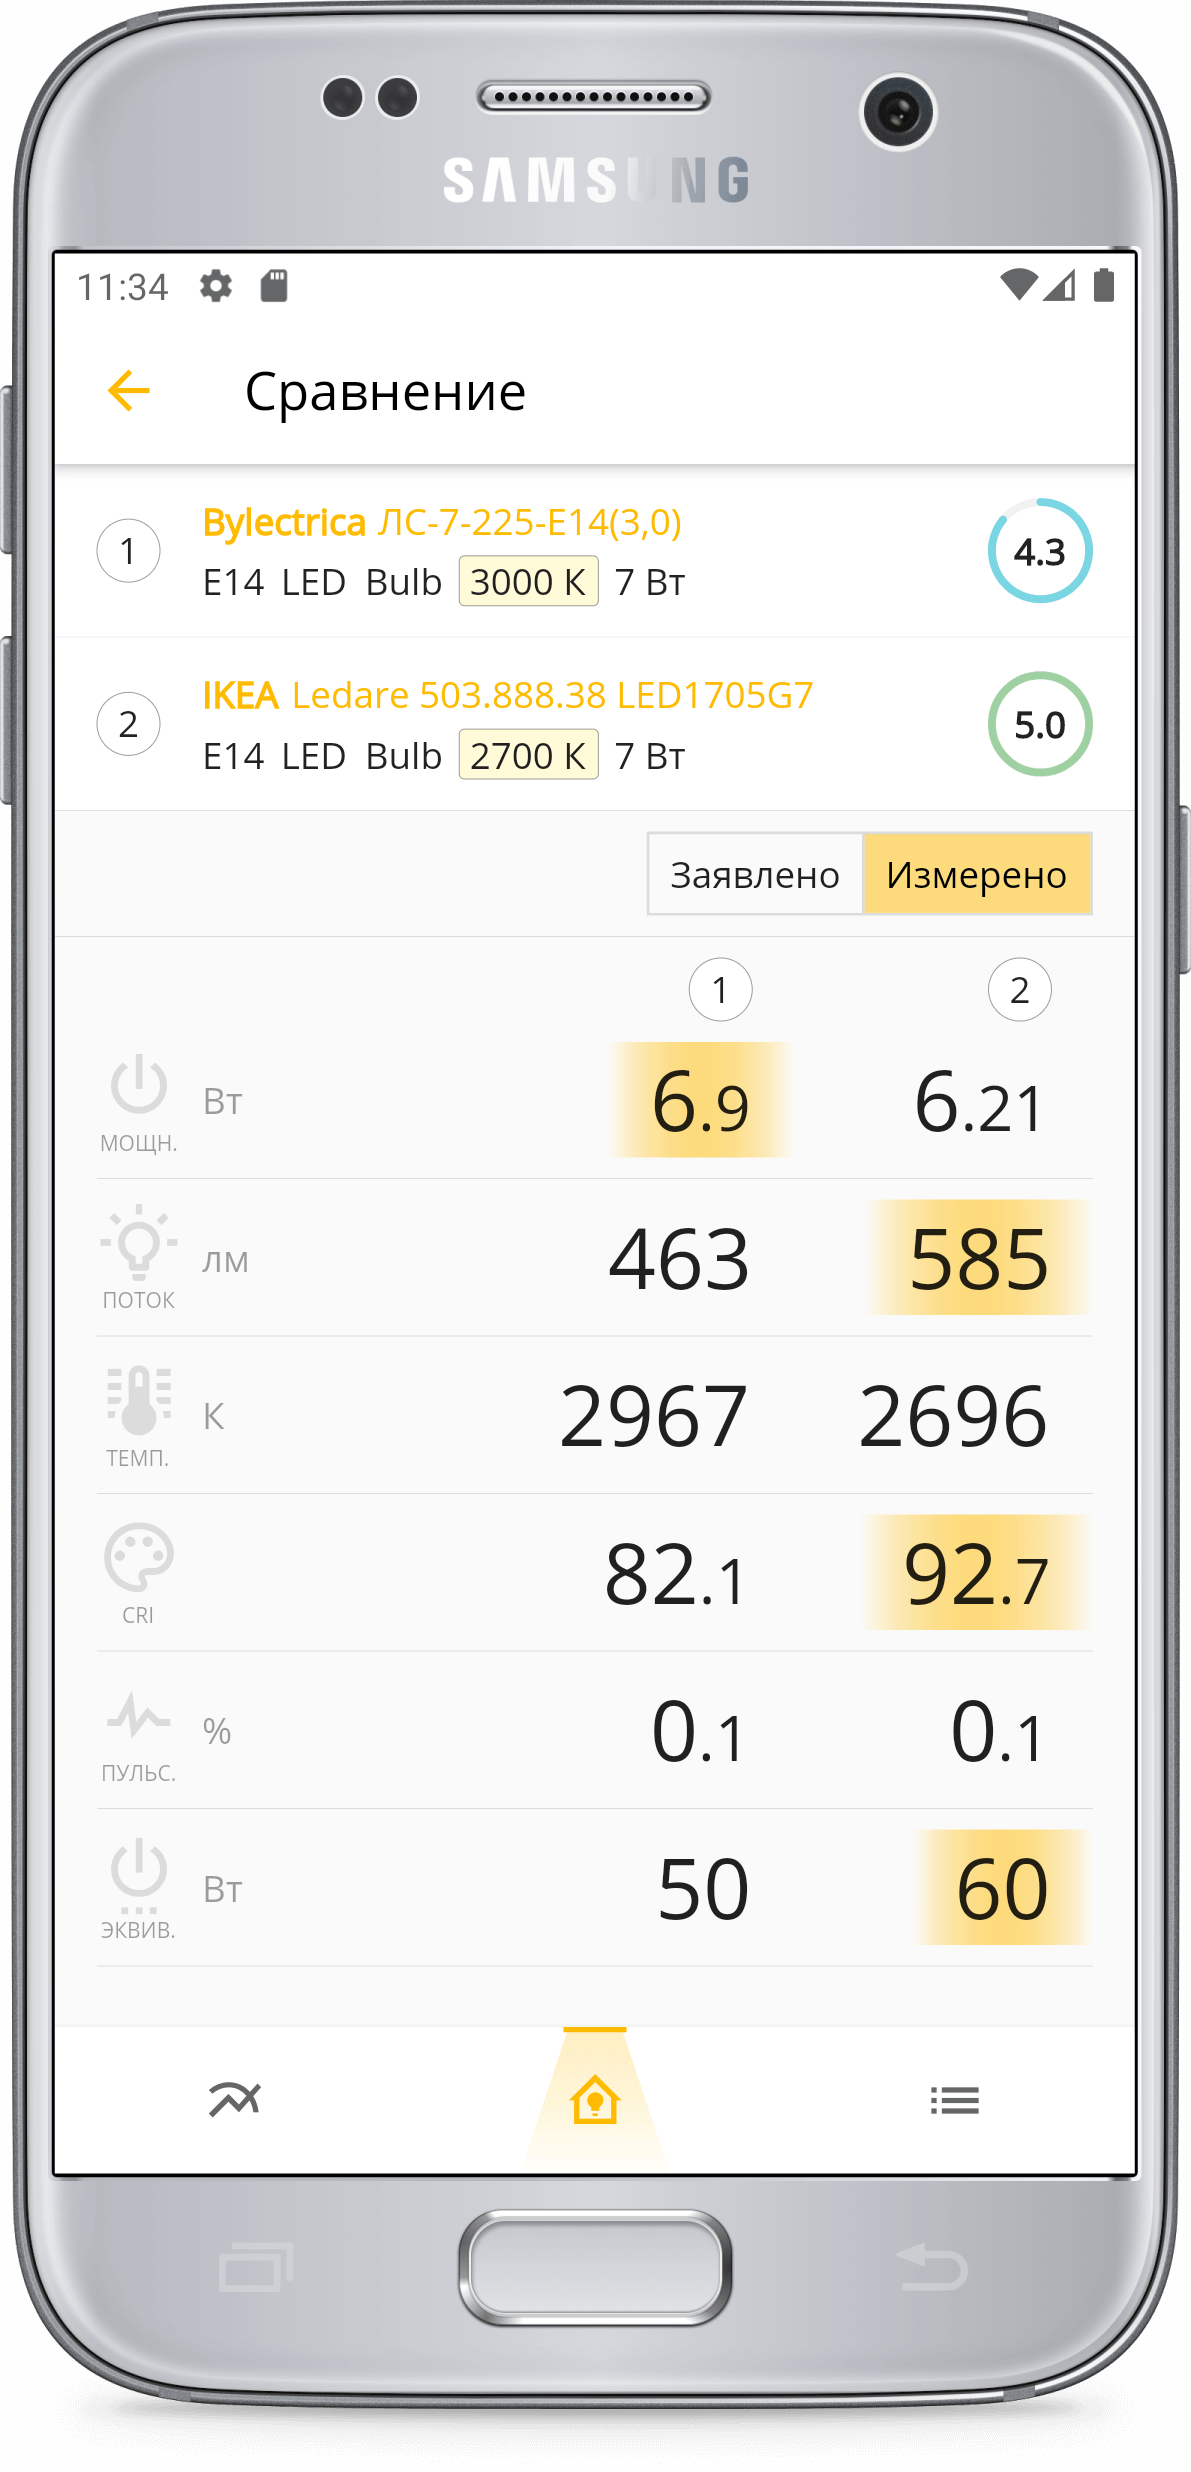 SAMSUNG
11:34
Сравнение
1 Bylectrica ЛС-7-225-E14(3,0) 4.3
E14 LED Bulb 3000 К 7 Вт
2 IKEA Ledare 503.888.38 LED1705G7 5.0
E14 LED Bulb 2700 К 7 Вт
Заявлено Измерено
1 2
МОЩН. Вт 6.9 6.21
ПОТОК лм 463 585
ТЕМП. К 2967 2696
CRI 82.1 92.7
ПУЛЬС. % 0.1 0.1
ЭКВИВ. Вт 50 60